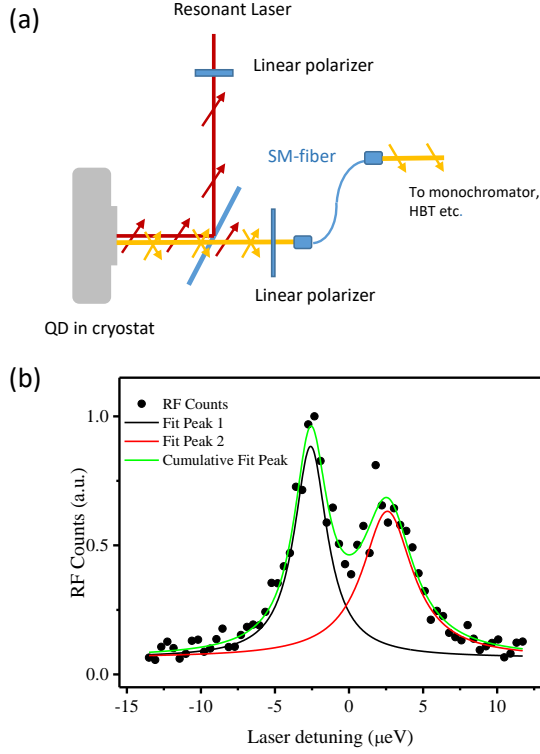 (a)
Resonant Laser
Linear polarizer
SM-fiber
To monochromator,
HBT etc.
Linear polarizer
QD in cryostat
(b)
RF Counts
Fit Peak 1
Fit Peak 2
Cumulative Fit Peak
1.0
0.5
0.0
RF Counts (a.u.)
-15 -10 -5 0 5 10
Laser detuning (μeV)